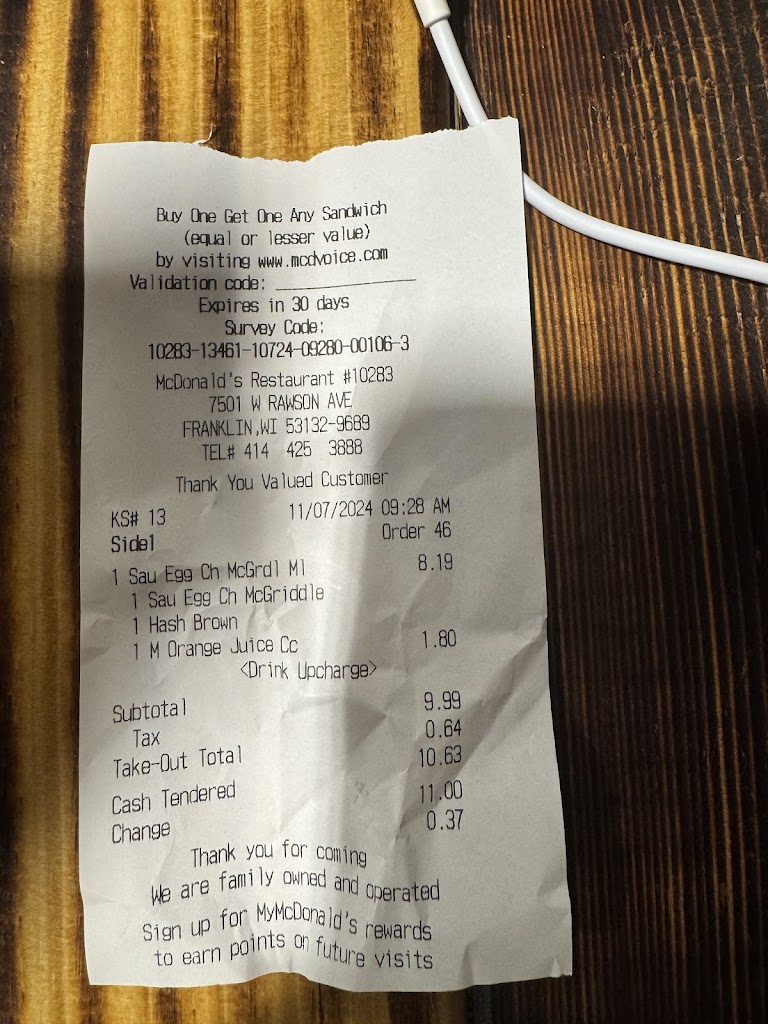 Buy One Get One Any Sandwich
(equal or lesser value)
by visiting www.mcdvoice.com
Validation code: _______________
Expires in 30 days
Survey Code:
10283-13461-10724-09280-00106-3
McDonald's Restaurant #10283
7501 W RAWSON AVE
FRANKLIN,WI 53132-9689
TEL# 414 425 3888
Thank You Valued Customer
KS# 13 11/07/2024 09:28 AM
Side1 Order 46
1 Sau Egg Ch McGrdl Ml 8.19
1 Sau Egg Ch McGriddle
1 Hash Brown
1 M Orange Juice Cc 1.80
<Drink Upcharge>
Subtotal 9.99
Tax 0.64
Take-Out Total 10.63
Cash Tendered 11.00
Change 0.37
Thank you for coming
We are family owned and operated
Sign up for MyMcDonald's rewards
to earn points on future visits